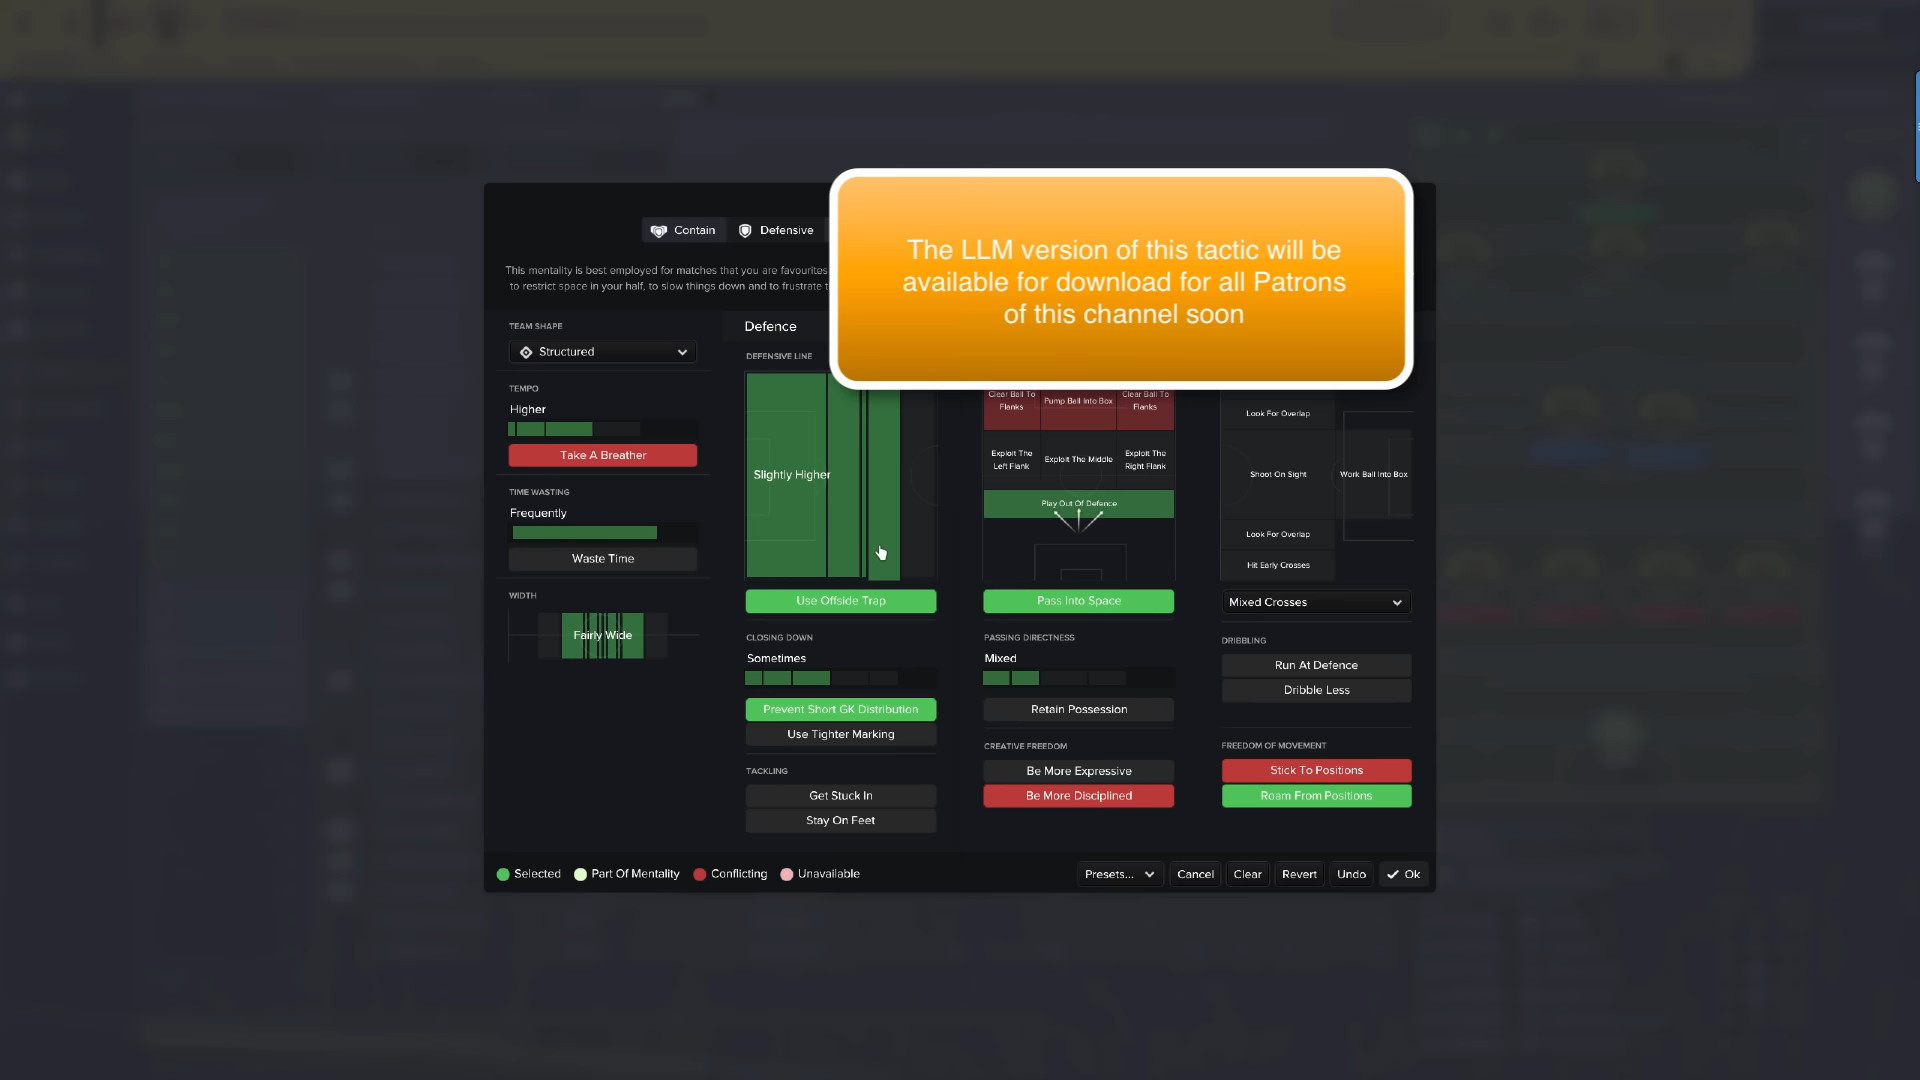 Contain
Defensive
The LLM version of this tactic will be
available for download for all Patrons
of this channel soon
This mentality is best employed for matches that you are favourites
to restrict space in your half, to slow things down and to frustrate
TEAM SHAPE
Structured
TEMPO
Higher
Take A Breather
TIME WASTING
Frequently
Waste Time
WIDTH
Fairly Wide
Defence
DEFENSIVE LINE
Slightly Higher
Use Offside Trap
CLOSING DOWN
Sometimes
Prevent Short GK Distribution
Use Tighter Marking
TACKLING
Get Stuck In
Stay On Feet
Clear Ball To
Flanks
Pump Ball Into Box
Clear Ball To
Flanks
Exploit The
Left Flank
Exploit The Middle
Exploit The
Right Flank
Play Out Of Defence
Pass Into Space
PASSING DIRECTNESS
Mixed
Retain Possession
CREATIVE FREEDOM
Be More Expressive
Be More Disciplined
Look For Overlap
Shoot On Sight
Work Ball Into Box
Look For Overlap
Hit Early Crosses
Mixed Crosses
DRIBBLING
Run At Defence
Dribble Less
FREEDOM OF MOVEMENT
Stick To Positions
Roam From Positions
Selected
Part Of Mentality
Conflicting
Unavailable
Presets...
Cancel
Clear
Revert
Undo
Ok